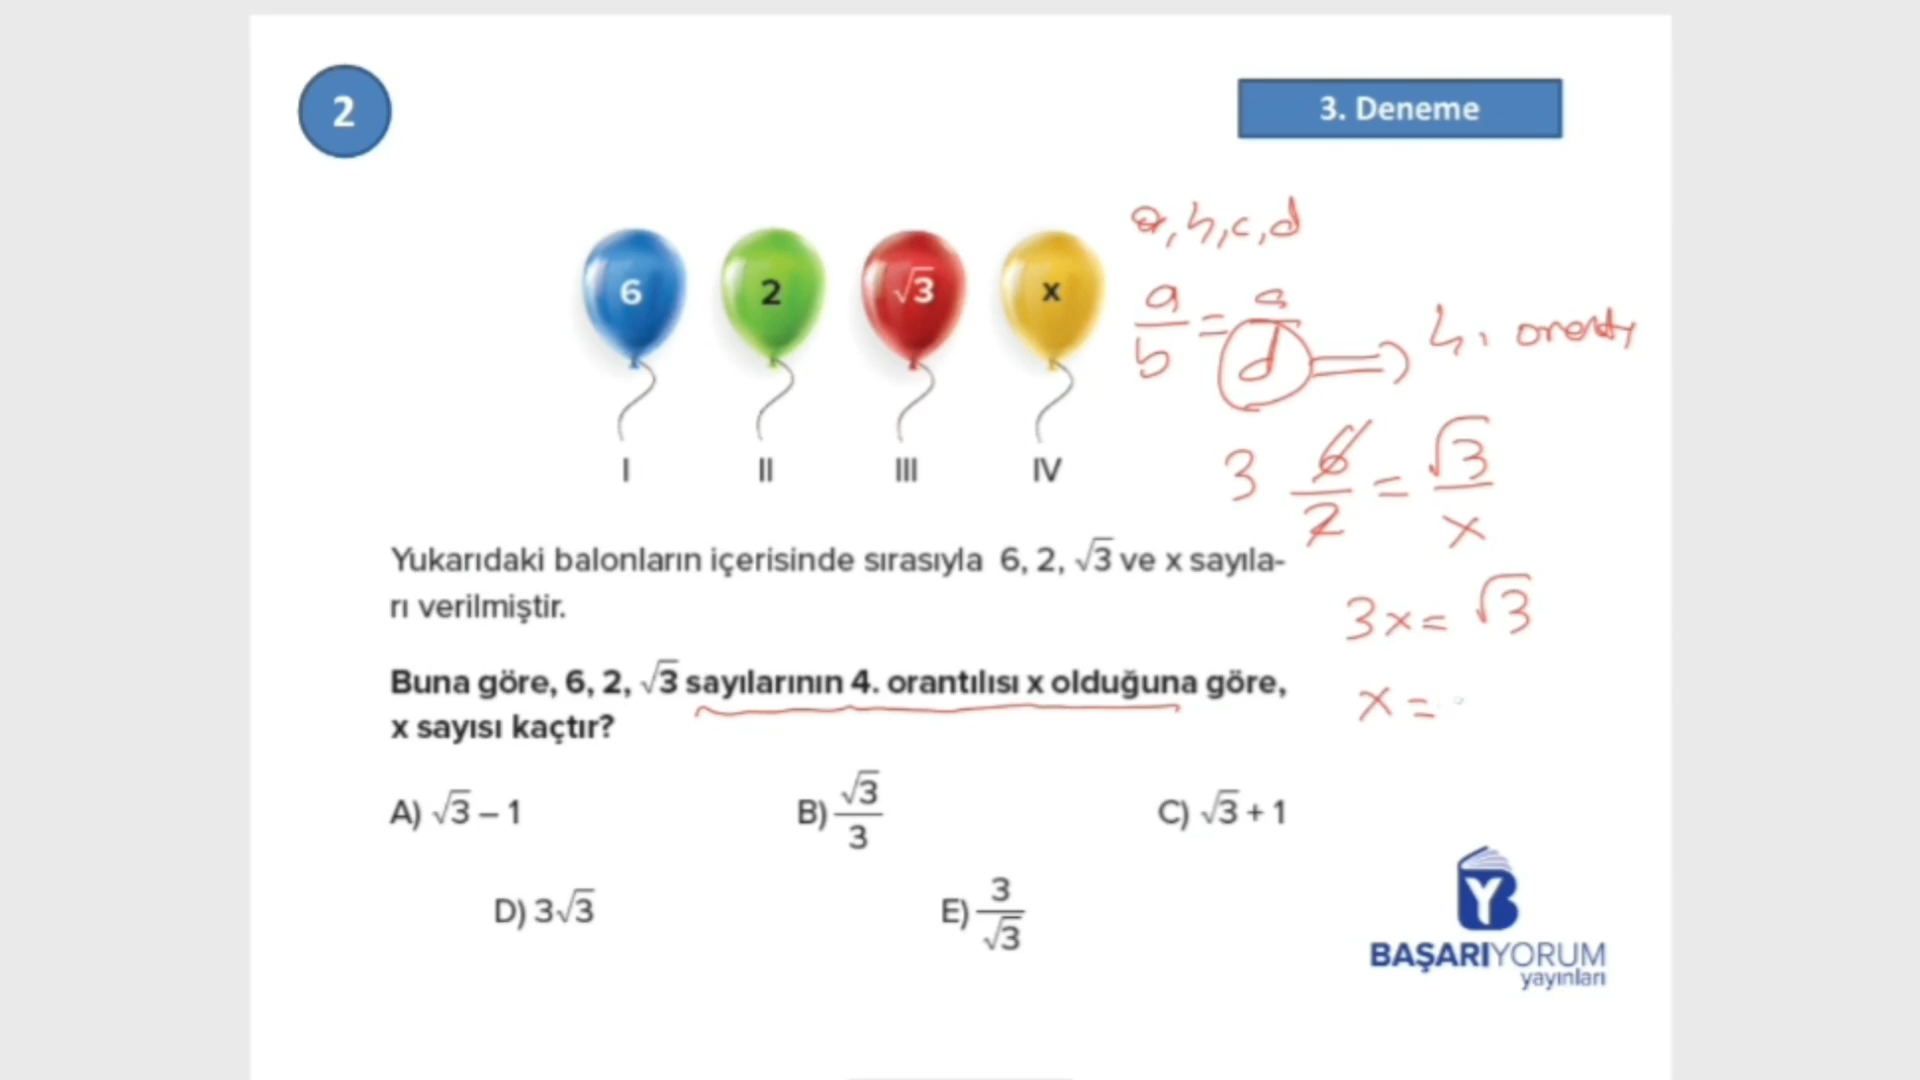 2
3. Deneme
6 2 √3 x
I II III IV
a, b, c, d
a/b = c/d ⇒ 4. orantı
3 6/2 = √3/x
3x = √3
x =
Yukarıdaki balonların içerisinde sırasıyla 6, 2, √3 ve x sayıla-
rı verilmiştir.
Buna göre, 6, 2, √3 sayılarının 4. orantılısı x olduğuna göre,
x sayısı kaçtır?
A) √3 – 1 B) √3/3 C) √3 + 1
D) 3√3 E) 3/√3
BAŞARIYORUM
yayınları